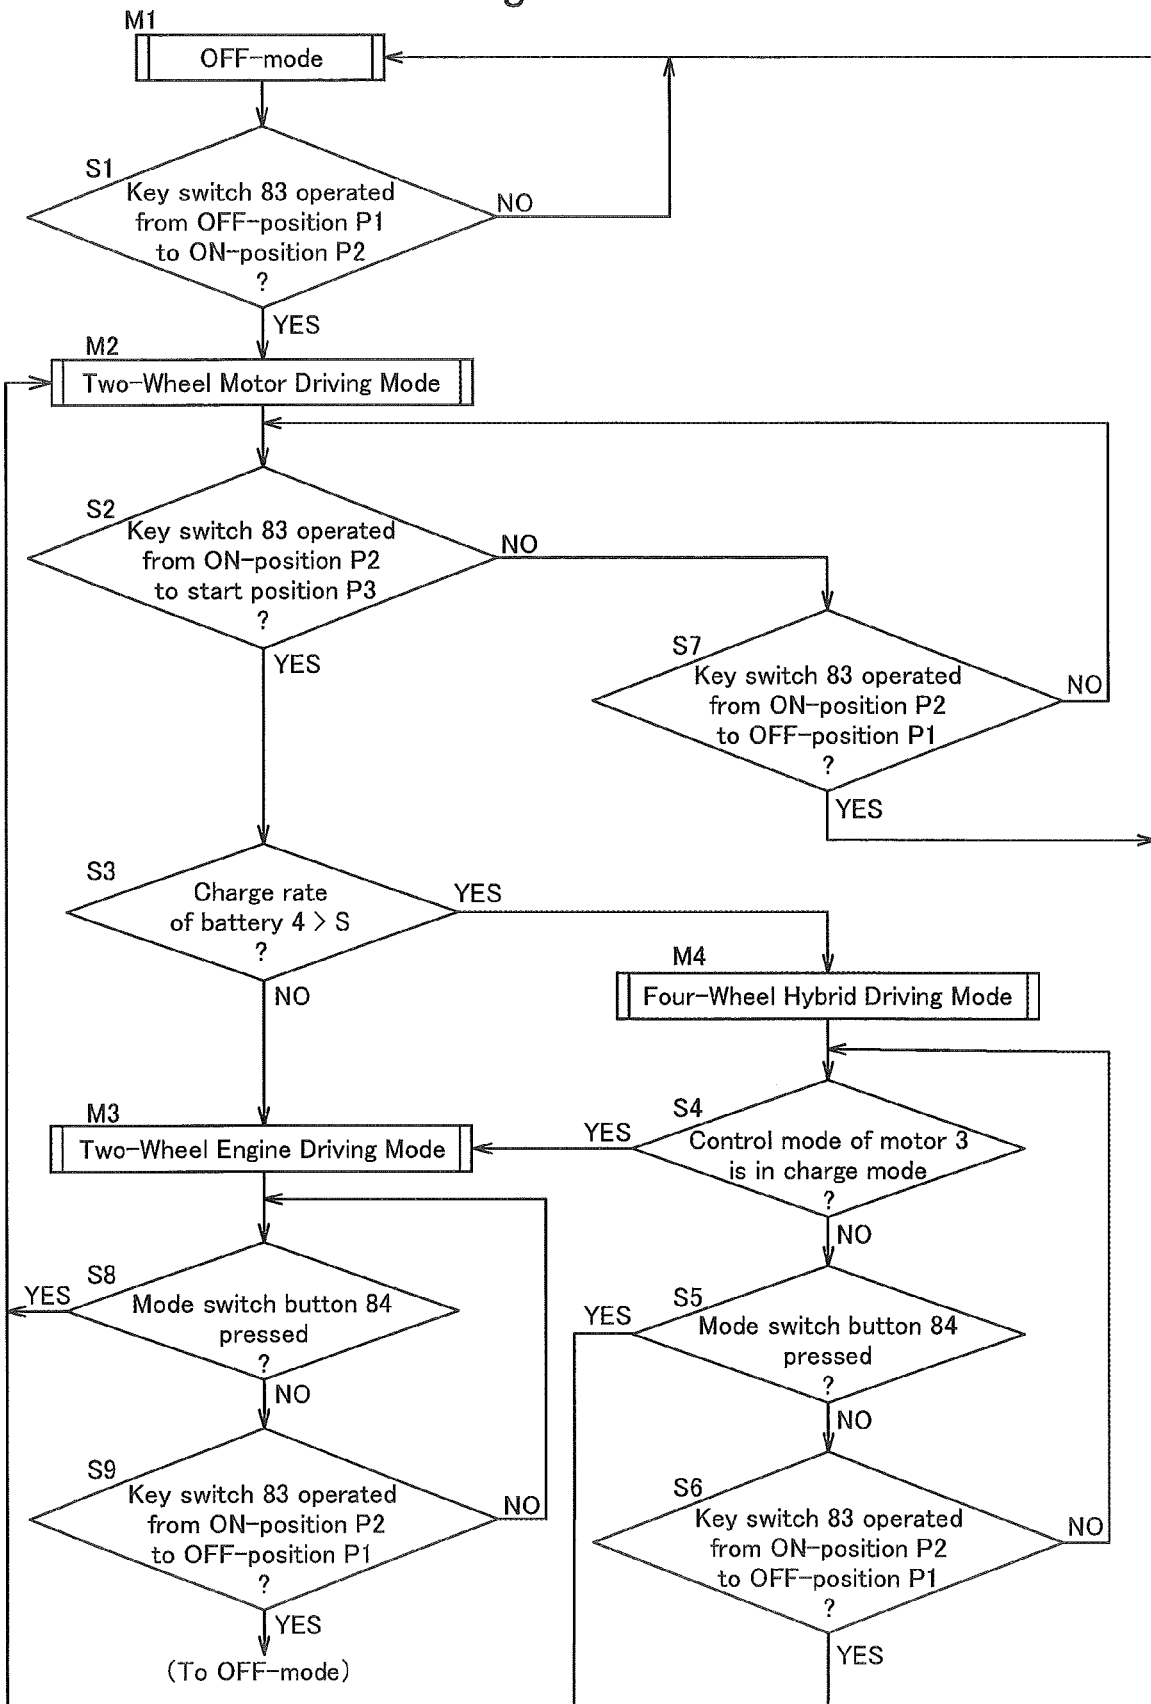 M1
OFF-mode
S1
Key switch 83 operated
from OFF-position P1
to ON-position P2
?
NO
YES
M2
Two-Wheel Motor Driving Mode
S2
Key switch 83 operated
from ON-position P2
to start position P3
?
NO
YES
S7
Key switch 83 operated
from ON-position P2
to OFF-position P1
?
NO
YES
S3
Charge rate
of battery 4 > S
?
YES
NO
M4
Four-Wheel Hybrid Driving Mode
M3
Two-Wheel Engine Driving Mode
S4
Control mode of motor 3
is in charge mode
?
YES
NO
S8
Mode switch button 84
pressed
?
YES
NO
S5
Mode switch button 84
pressed
?
YES
NO
S9
Key switch 83 operated
from ON-position P2
to OFF-position P1
?
NO
YES
(To OFF-mode)
S6
Key switch 83 operated
from ON-position P2
to OFF-position P1
?
NO
YES